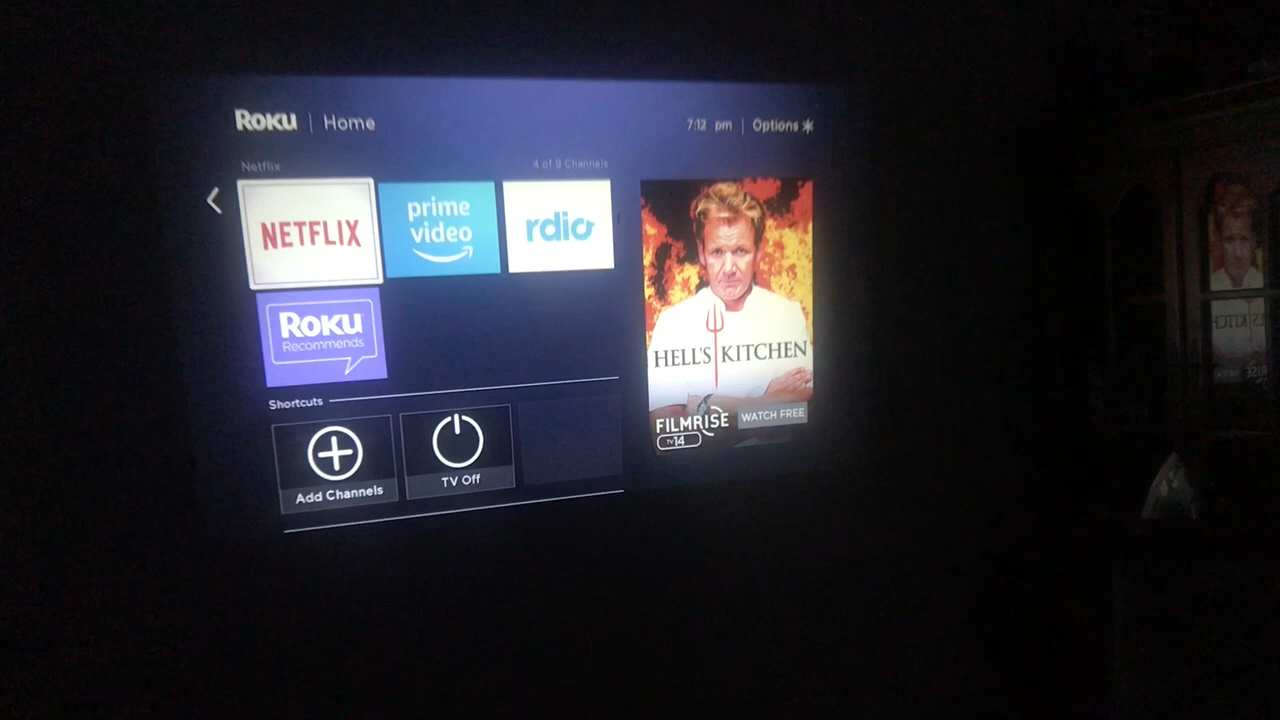 Roku | Home
7:12 pm | Options
Netflix
4 of 9 Channels
NETFLIX
prime video
rdio
Roku
Recommends
HELL'S KITCHEN
FILMRISE
WATCH FREE
TV14
Shortcuts
Add Channels
TV Off